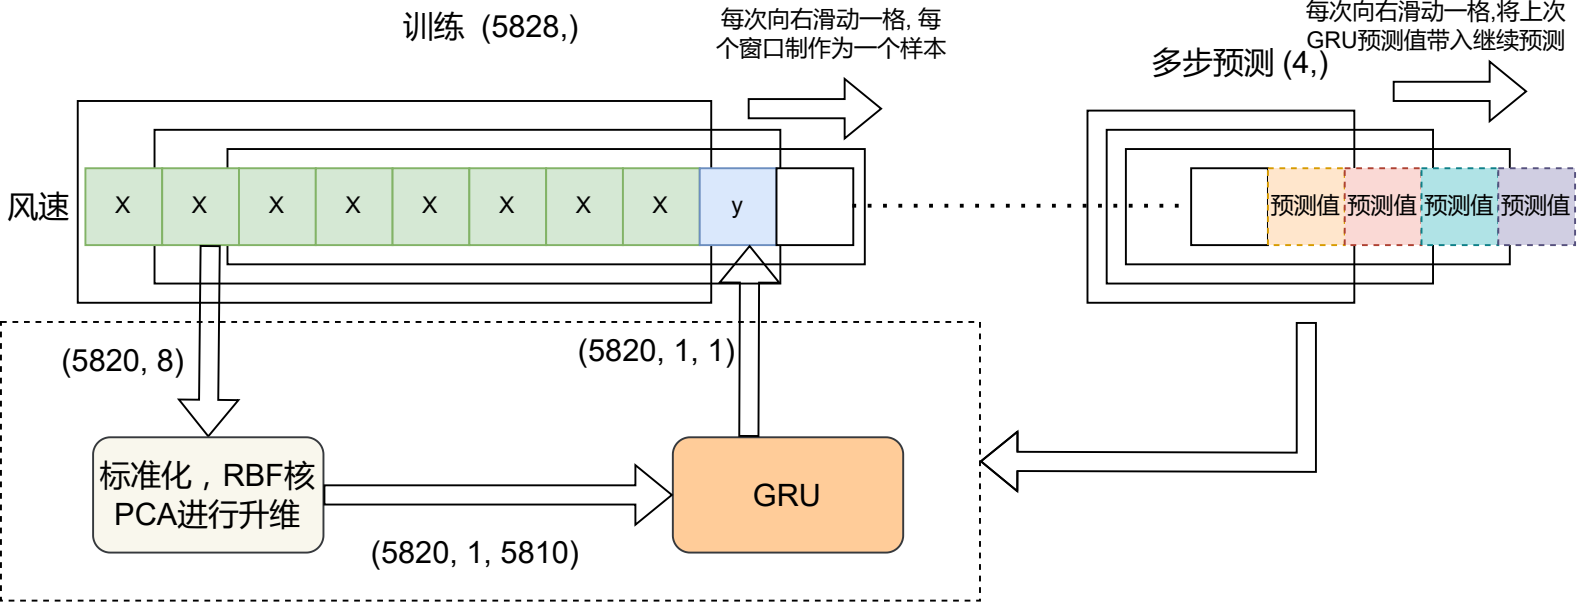 训练 (5828,)
每次向右滑动一格, 每
个窗口制作为一个样本
每次向右滑动一格,将上次
GRU预测值带入继续预测
多步预测 (4,)
风速 X X X X X X X X y 预测值 预测值 预测值 预测值
(5820, 8)
(5820, 1, 1)
标准化，RBF核
PCA进行升维
GRU
(5820, 1, 5810)